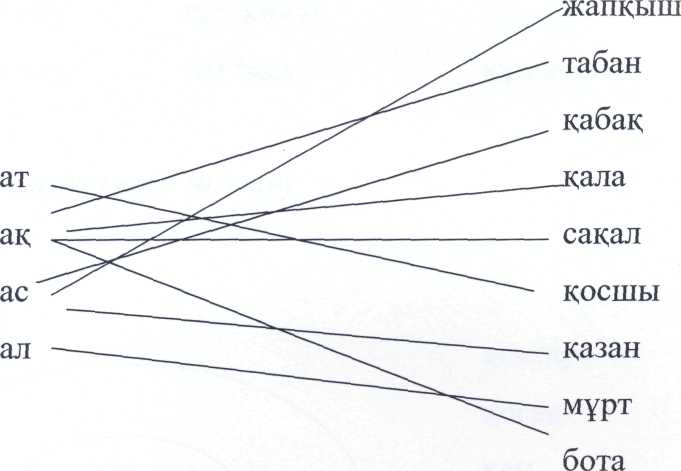 жапқыш
табан
қабақ
ат
қала
ақ
сақал
ас
қосшы
ал
қазан
мұрт
бота